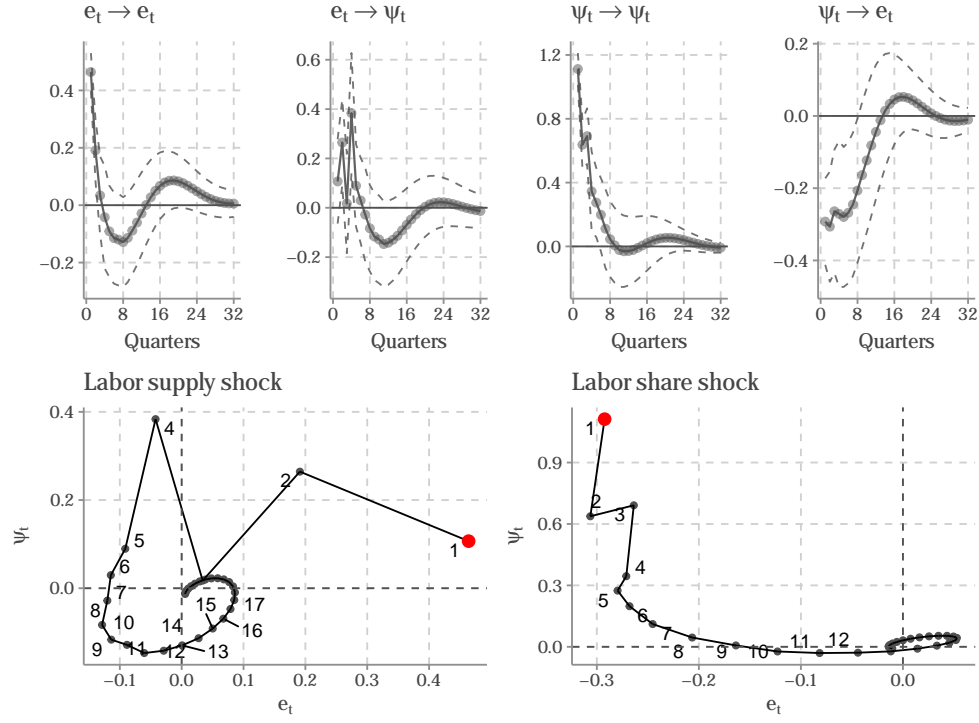 e_t → e_t
e_t → ψ_t
ψ_t → ψ_t
ψ_t → e_t
0.4
0.2
0.0
−0.2
0 8 16 24 32
Quarters
0.6
0.4
0.2
0.0
−0.2
0 8 16 24 32
Quarters
1.2
0.8
0.4
0.0
0 8 16 24 32
Quarters
0.2
0.0
−0.2
−0.4
0 8 16 24 32
Quarters
Labor supply shock
ψ_t
0.4
0.2
0.0
1
2
4
5
6
7
8
9
10
11
12
13
14
15
16
17
−0.1 0.0 0.1 0.2 0.3 0.4
e_t
Labor share shock
ψ_t
0.9
0.6
0.3
0.0
1
2
3
4
5
6
7
8
9
10
11
12
−0.3 −0.2 −0.1 0.0
e_t